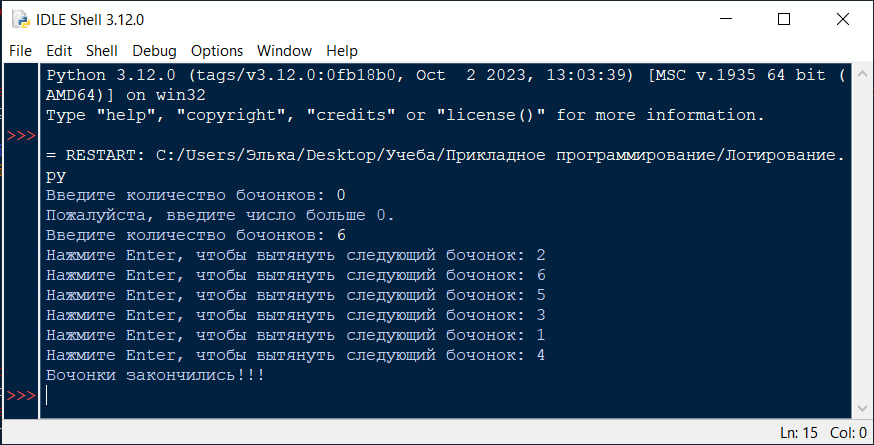 IDLE Shell 3.12.0
File Edit Shell Debug Options Window Help
Python 3.12.0 (tags/v3.12.0:0fb18b0, Oct  2 2023, 13:03:39) [MSC v.1935 64 bit (
AMD64)] on win32
Type "help", "copyright", "credits" or "license()" for more information.
>>>
= RESTART: C:/Users/Элька/Desktop/Учеба/Прикладное программирование/Логирование.
py
Введите количество бочонков: 0
Пожалуйста, введите число больше 0.
Введите количество бочонков: 6
Нажмите Enter, чтобы вытянуть следующий бочонок: 2
Нажмите Enter, чтобы вытянуть следующий бочонок: 6
Нажмите Enter, чтобы вытянуть следующий бочонок: 5
Нажмите Enter, чтобы вытянуть следующий бочонок: 3
Нажмите Enter, чтобы вытянуть следующий бочонок: 1
Нажмите Enter, чтобы вытянуть следующий бочонок: 4
Бочонки закончились!!!
>>>
Ln: 15 Col: 0